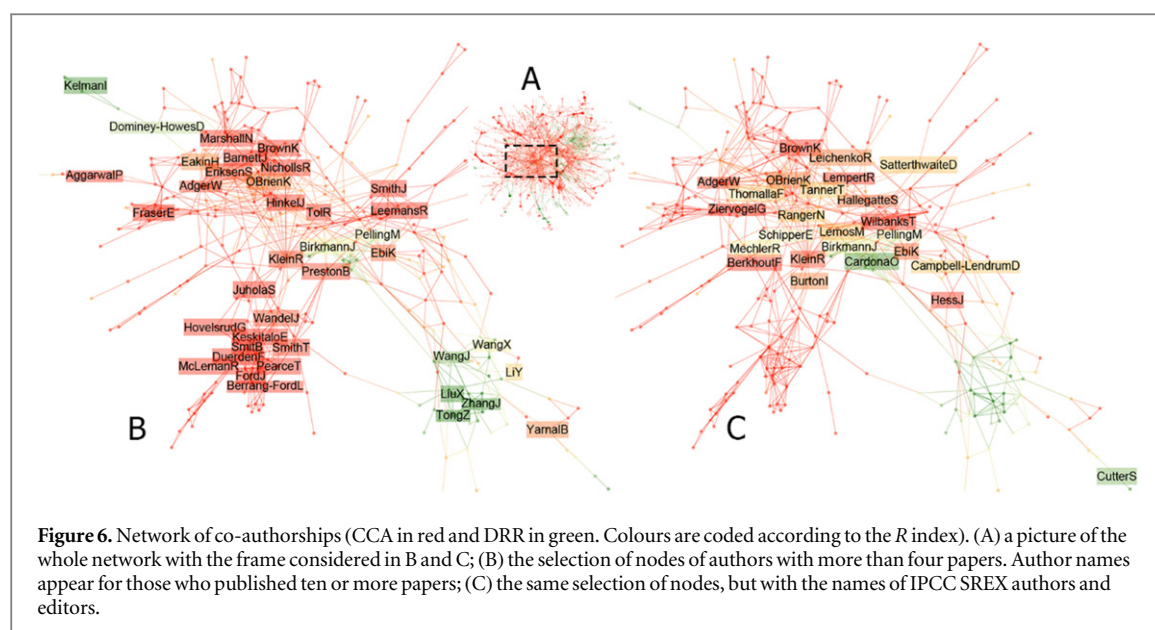 A
KelmanI
Dominey-HowesD
MarshallN
BrownK
EakinH
BarnettJ
NichollsR
EriksenS
OBrienK
AdgerW
AggarwalP
SmithJ
HinkelJ
FraserE
TolR
LeemansR
PellingM
BirkmannJ
EbiK
KleinR
PrestonB
JuholaS
WandelJ
HovelsrudG
KeskitaloE
SmitB
SmithT
DuerdenF
McLemanR
PearceT
FordJ
Berrang-FordL
WangX
WangJ
LiY
LiuX
ZhangJ
TongZ
YarnalB
B
BrownK
LeichenkoR
SatterthwaiteD
AdgerW
OBrienK
LempertR
ThomallaF
TannerT
HallegatteS
ZiervogelG
RangerN
WilbanksT
SchipperE
LemosM
PellingM
MechlerR
BirkmannJ
EbiK
BerkhoutF
KleinR
CardonaO
Campbell-LendrumD
BurtonI
HessJ
C
CutterS
Figure 6. Network of co-authorships (CCA in red and DRR in green. Colours are coded according to the R index). (A) a picture of the
whole network with the frame considered in B and C; (B) the selection of nodes of authors with more than four papers. Author names
appear for those who published ten or more papers; (C) the same selection of nodes, but with the names of IPCC SREX authors and
editors.